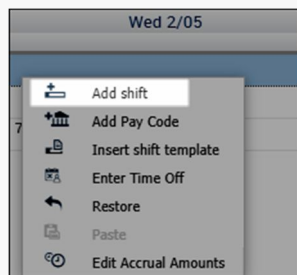 Wed 2/05
Add shift
7
Add Pay Code
Insert shift template
Enter Time Off
Restore
Paste
Edit Accrual Amounts